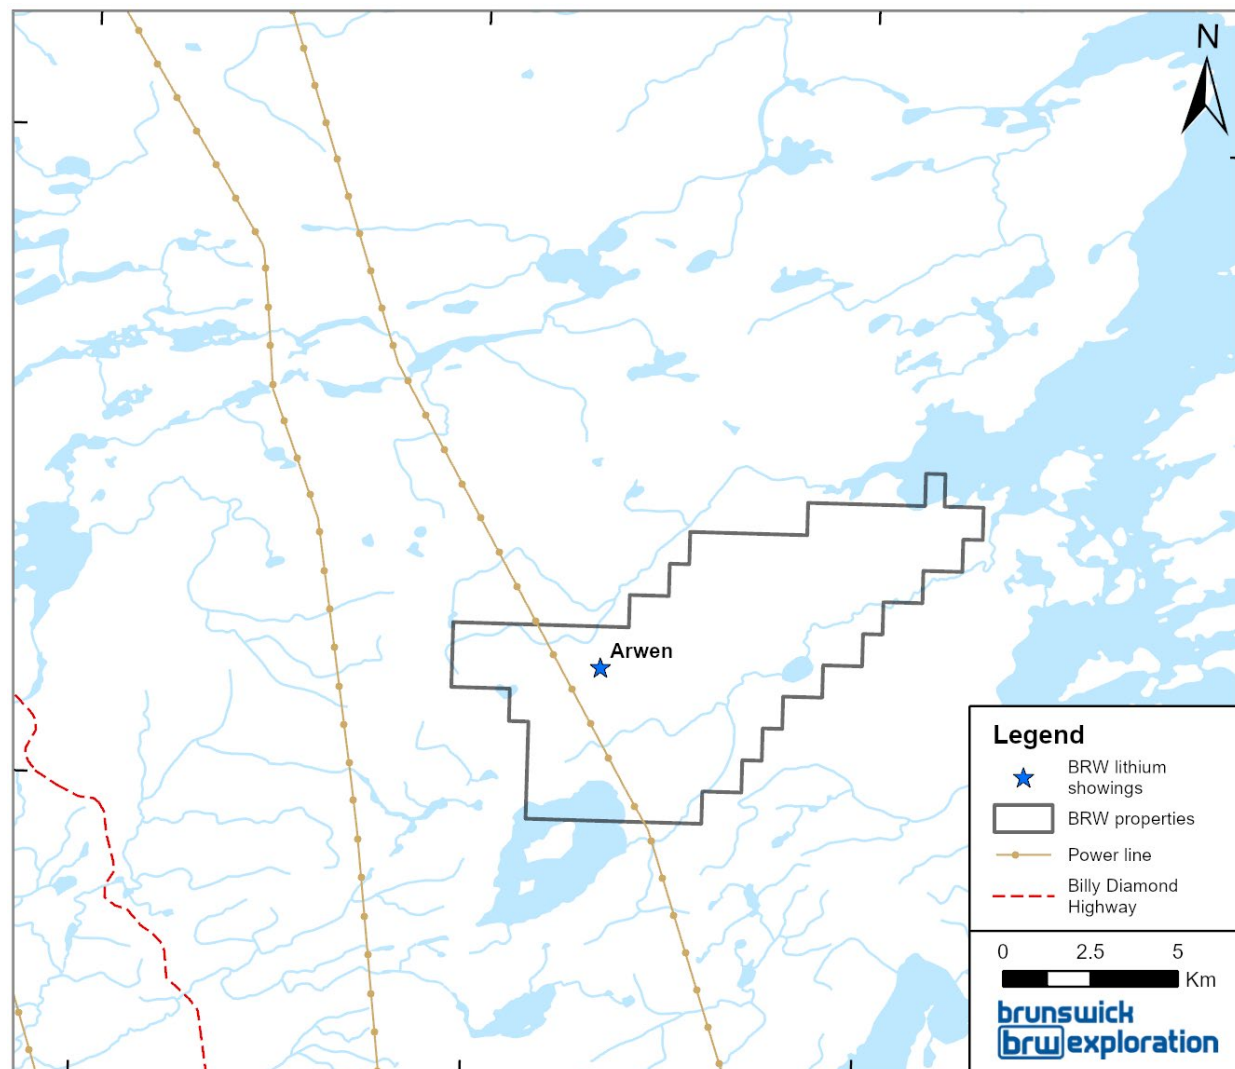 N
Arwen
Legend
BRW lithium
showings
BRW properties
Power line
Billy Diamond
Highway
0 2.5 5
Km
brunswick
brw exploration